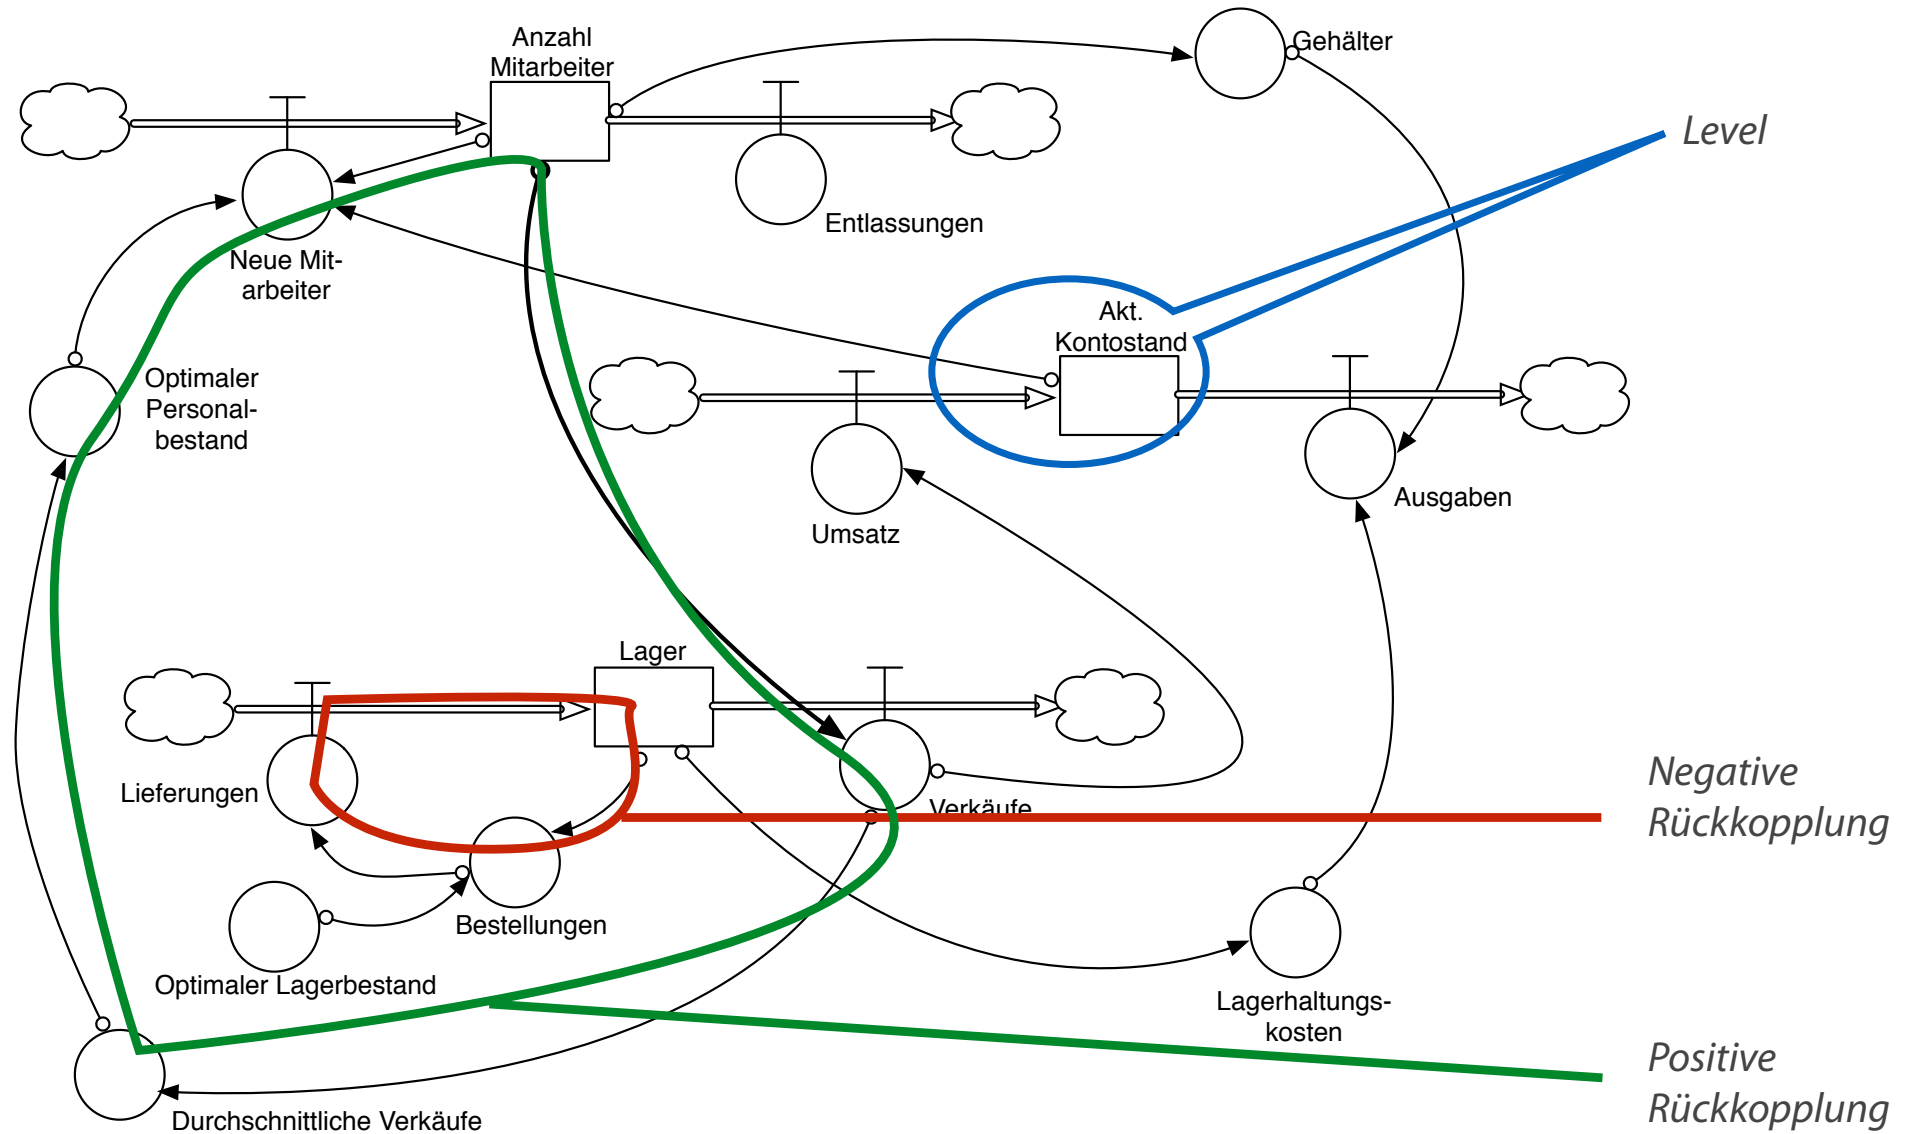 Anzahl
Mitarbeiter
Gehälter
Level
Entlassungen
Neue Mit-
arbeiter
Akt.
Kontostand
Optimaler
Personal-
bestand
Ausgaben
Umsatz
Lager
Lieferungen
Verkäufe
Negative
Rückkopplung
Bestellungen
Optimaler Lagerbestand
Lagerhaltungs-
kosten
Positive
Rückkopplung
Durchschnittliche Verkäufe